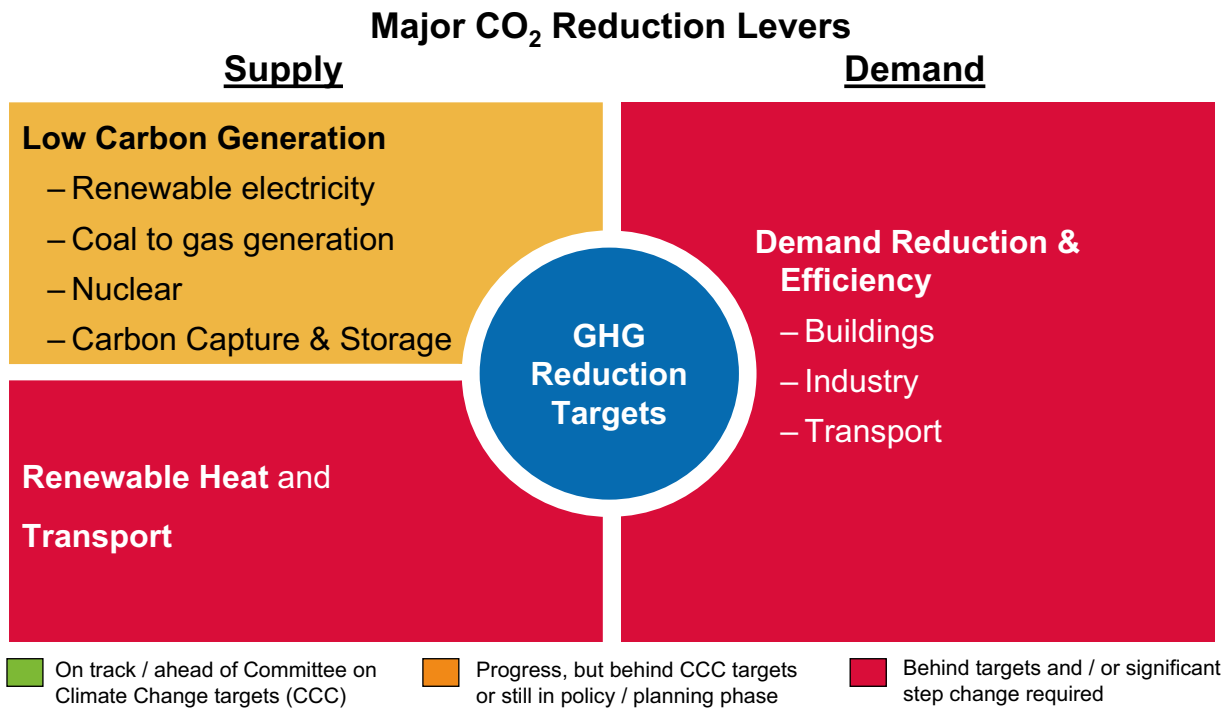 Major CO₂ Reduction Levers
Supply
Demand
Low Carbon Generation
– Renewable electricity
– Coal to gas generation
– Nuclear
– Carbon Capture & Storage
Renewable Heat and
Transport
GHG
Reduction
Targets
Demand Reduction &
Efficiency
– Buildings
– Industry
– Transport
On track / ahead of Committee on
Climate Change targets (CCC)
Progress, but behind CCC targets
or still in policy / planning phase
Behind targets and / or significant
step change required